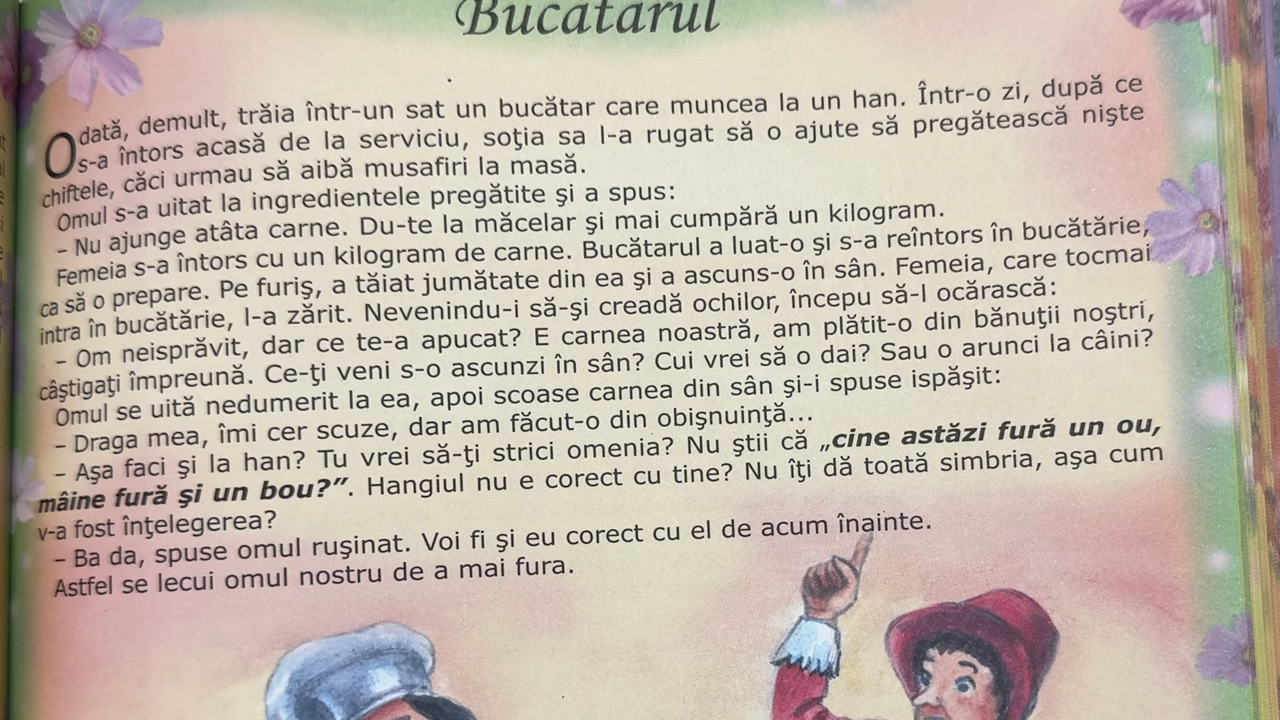 Bucătarul
Odată, demult, trăia într-un sat un bucătar care muncea la un han. Într-o zi, după ce
s-a întors acasă de la serviciu, soţia sa l-a rugat să o ajute să pregătească nişte
chiftele, căci urmau să aibă musafiri la masă.
Omul s-a uitat la ingredientele pregătite şi a spus:
– Nu ajunge atâta carne. Du-te la măcelar şi mai cumpără un kilogram.
Femeia s-a întors cu un kilogram de carne. Bucătarul a luat-o şi s-a reîntors în bucătărie,
ca să o prepare. Pe furiş, a tăiat jumătate din ea şi a ascuns-o în sân. Femeia, care tocmai
intra în bucătărie, l-a zărit. Nevenindu-i să-şi creadă ochilor, începu să-l ocărască:
– Om neisprăvit, dar ce te-a apucat? E carnea noastră, am plătit-o din bănuţii noştri,
câştigaţi împreună. Ce-ţi veni s-o ascunzi în sân? Cui vrei să o dai? Sau o arunci la câini?
Omul se uită nedumerit la ea, apoi scoase carnea din sân şi-i spuse ispăşit:
– Draga mea, îmi cer scuze, dar am făcut-o din obişnuinţă...
– Aşa faci şi la han? Tu vrei să-ţi strici omenia? Nu ştii că „cine astăzi fură un ou,
mâine fură şi un bou?”. Hangiul nu e corect cu tine? Nu îţi dă toată simbria, aşa cum
v-a fost înţelegerea?
– Ba da, spuse omul ruşinat. Voi fi şi eu corect cu el de acum înainte.
Astfel se lecui omul nostru de a mai fura.